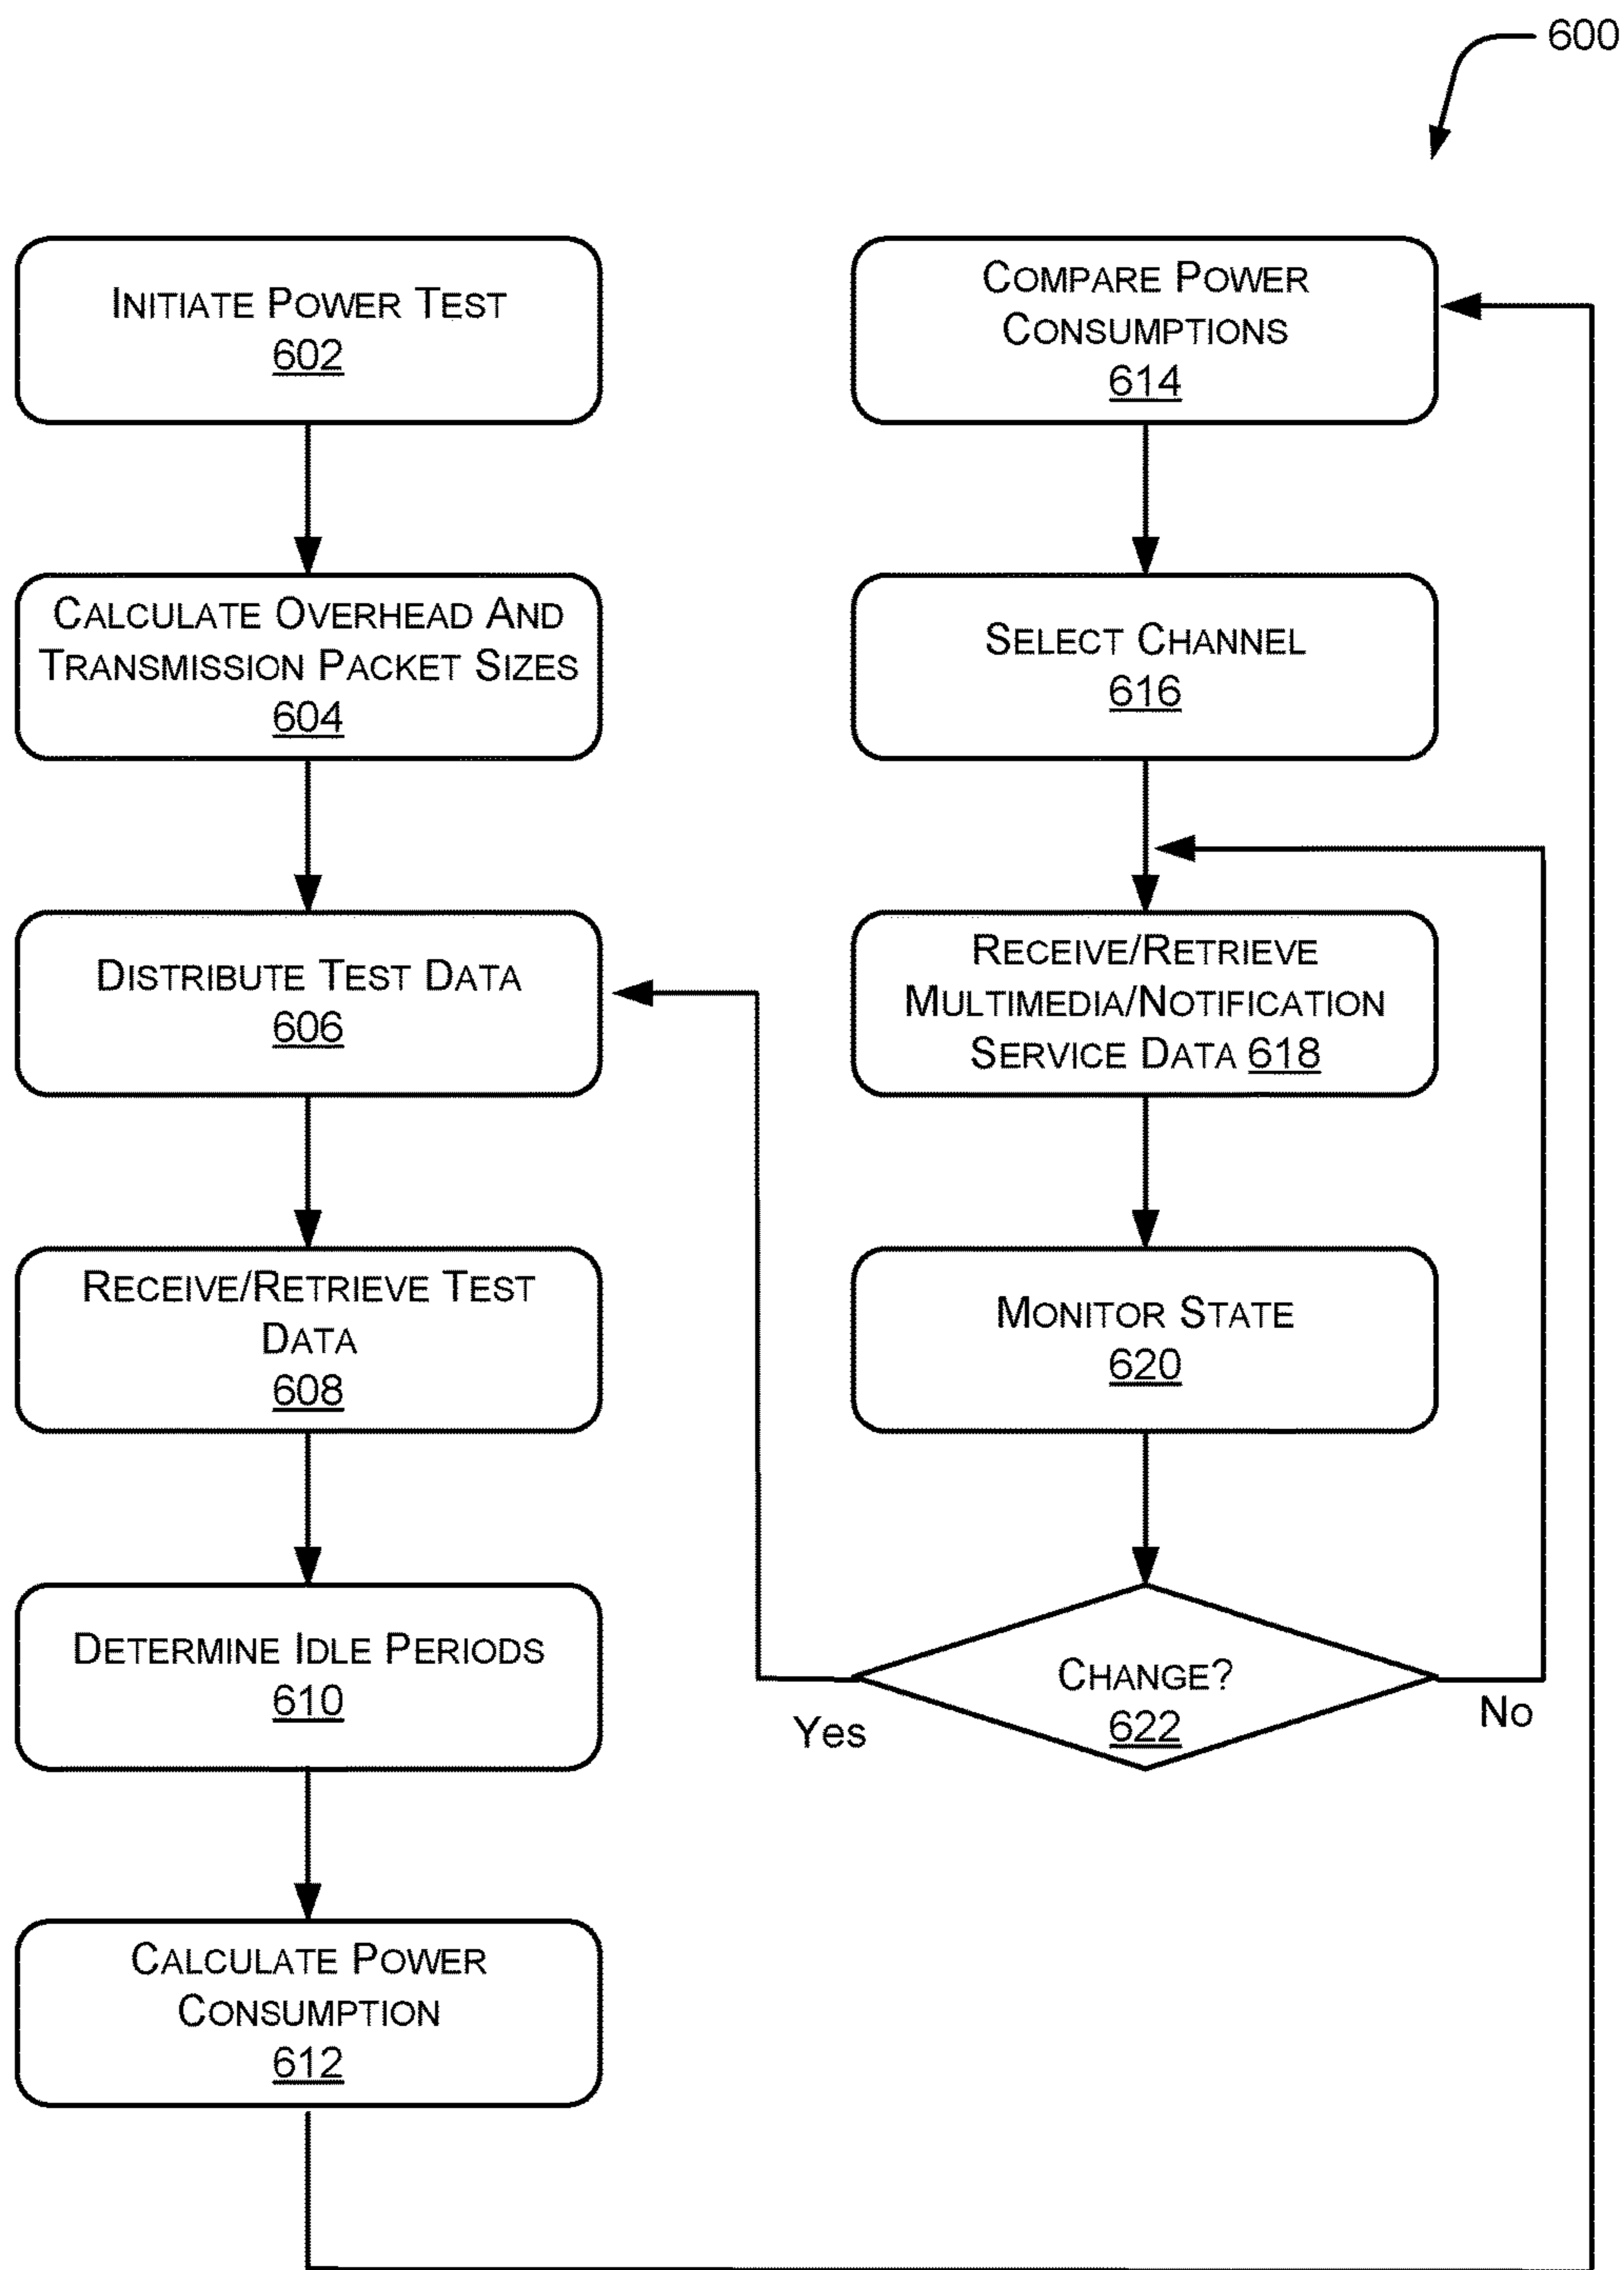 600
INITIATE POWER TEST
602
CALCULATE OVERHEAD AND
TRANSMISSION PACKET SIZES
604
DISTRIBUTE TEST DATA
606
RECEIVE/RETRIEVE TEST
DATA
608
DETERMINE IDLE PERIODS
610
CALCULATE POWER
CONSUMPTION
612
COMPARE POWER
CONSUMPTIONS
614
SELECT CHANNEL
616
RECEIVE/RETRIEVE
MULTIMEDIA/NOTIFICATION
SERVICE DATA 618
MONITOR STATE
620
CHANGE?
622
Yes
No